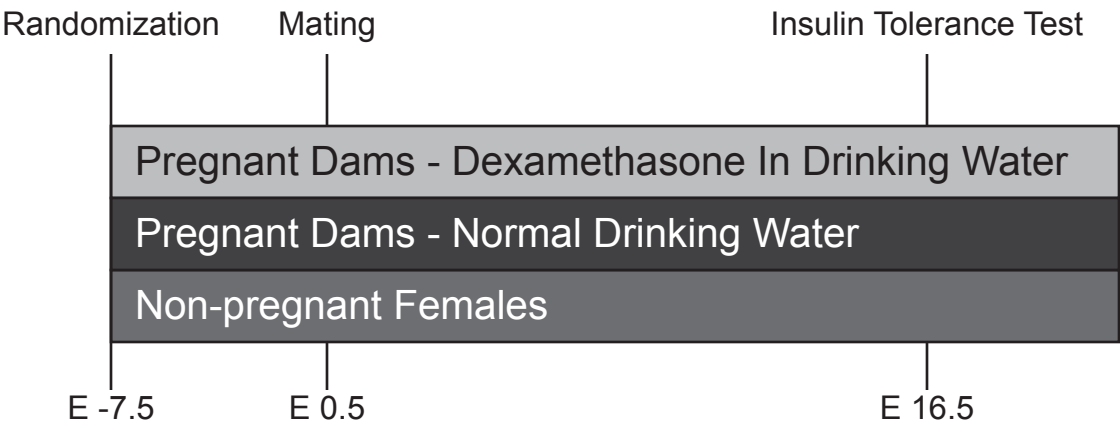 Randomization Mating Insulin Tolerance Test
Pregnant Dams - Dexamethasone In Drinking Water
Pregnant Dams - Normal Drinking Water
Non-pregnant Females
E -7.5 E 0.5 E 16.5